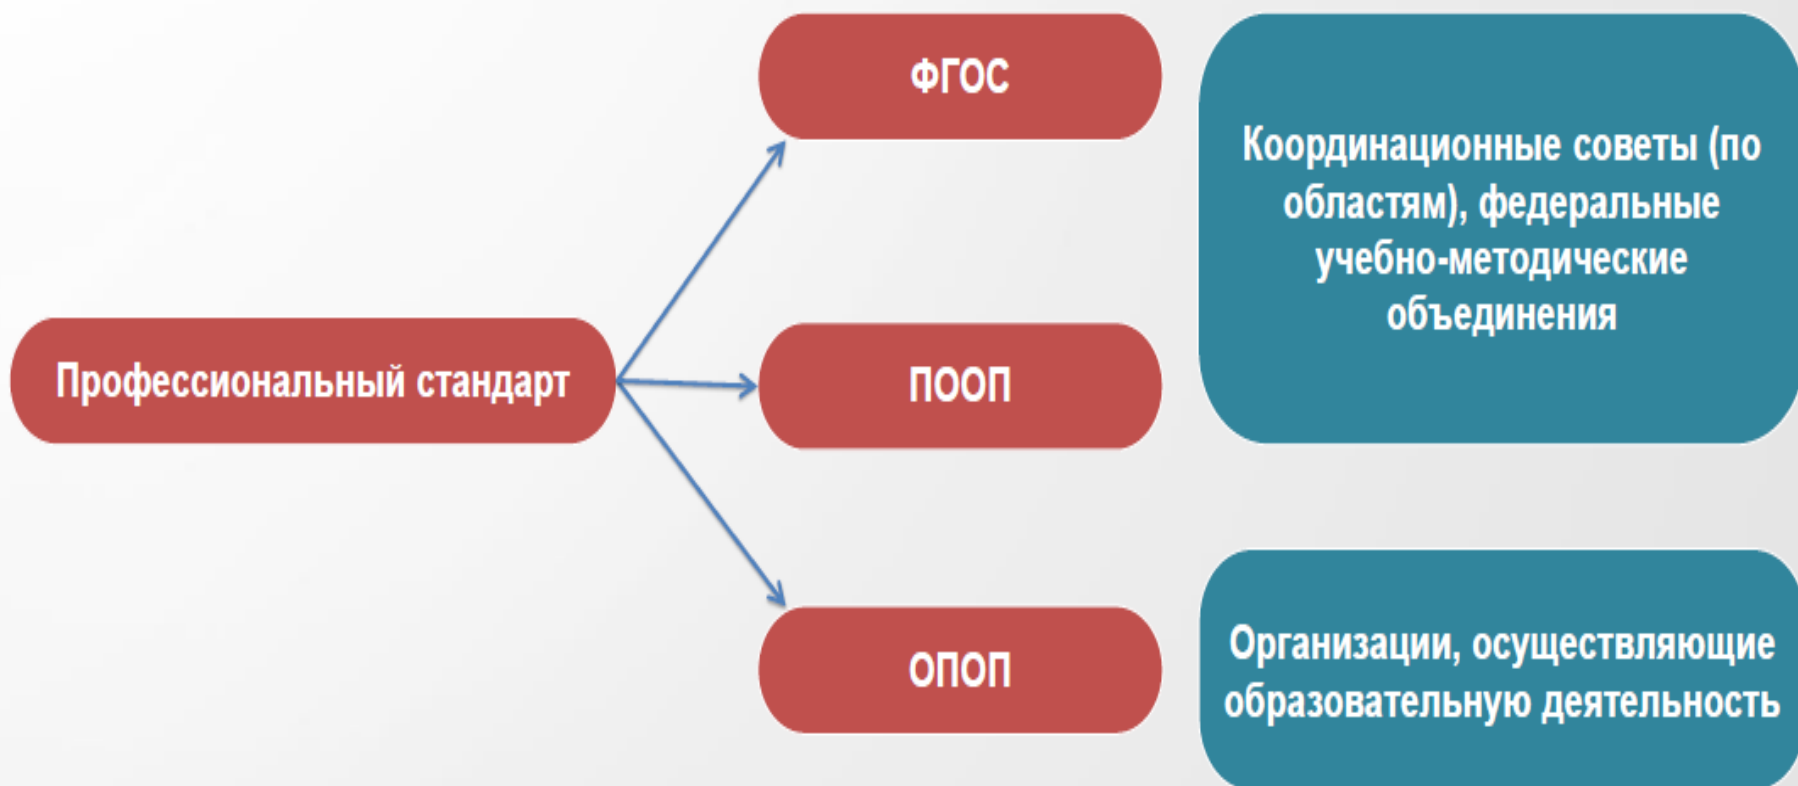 ФГОС
Координационные советы (по
областям), федеральные
учебно-методические
объединения
Профессиональный стандарт
ПООП
ОПОП
Организации, осуществляющие
образовательную деятельность